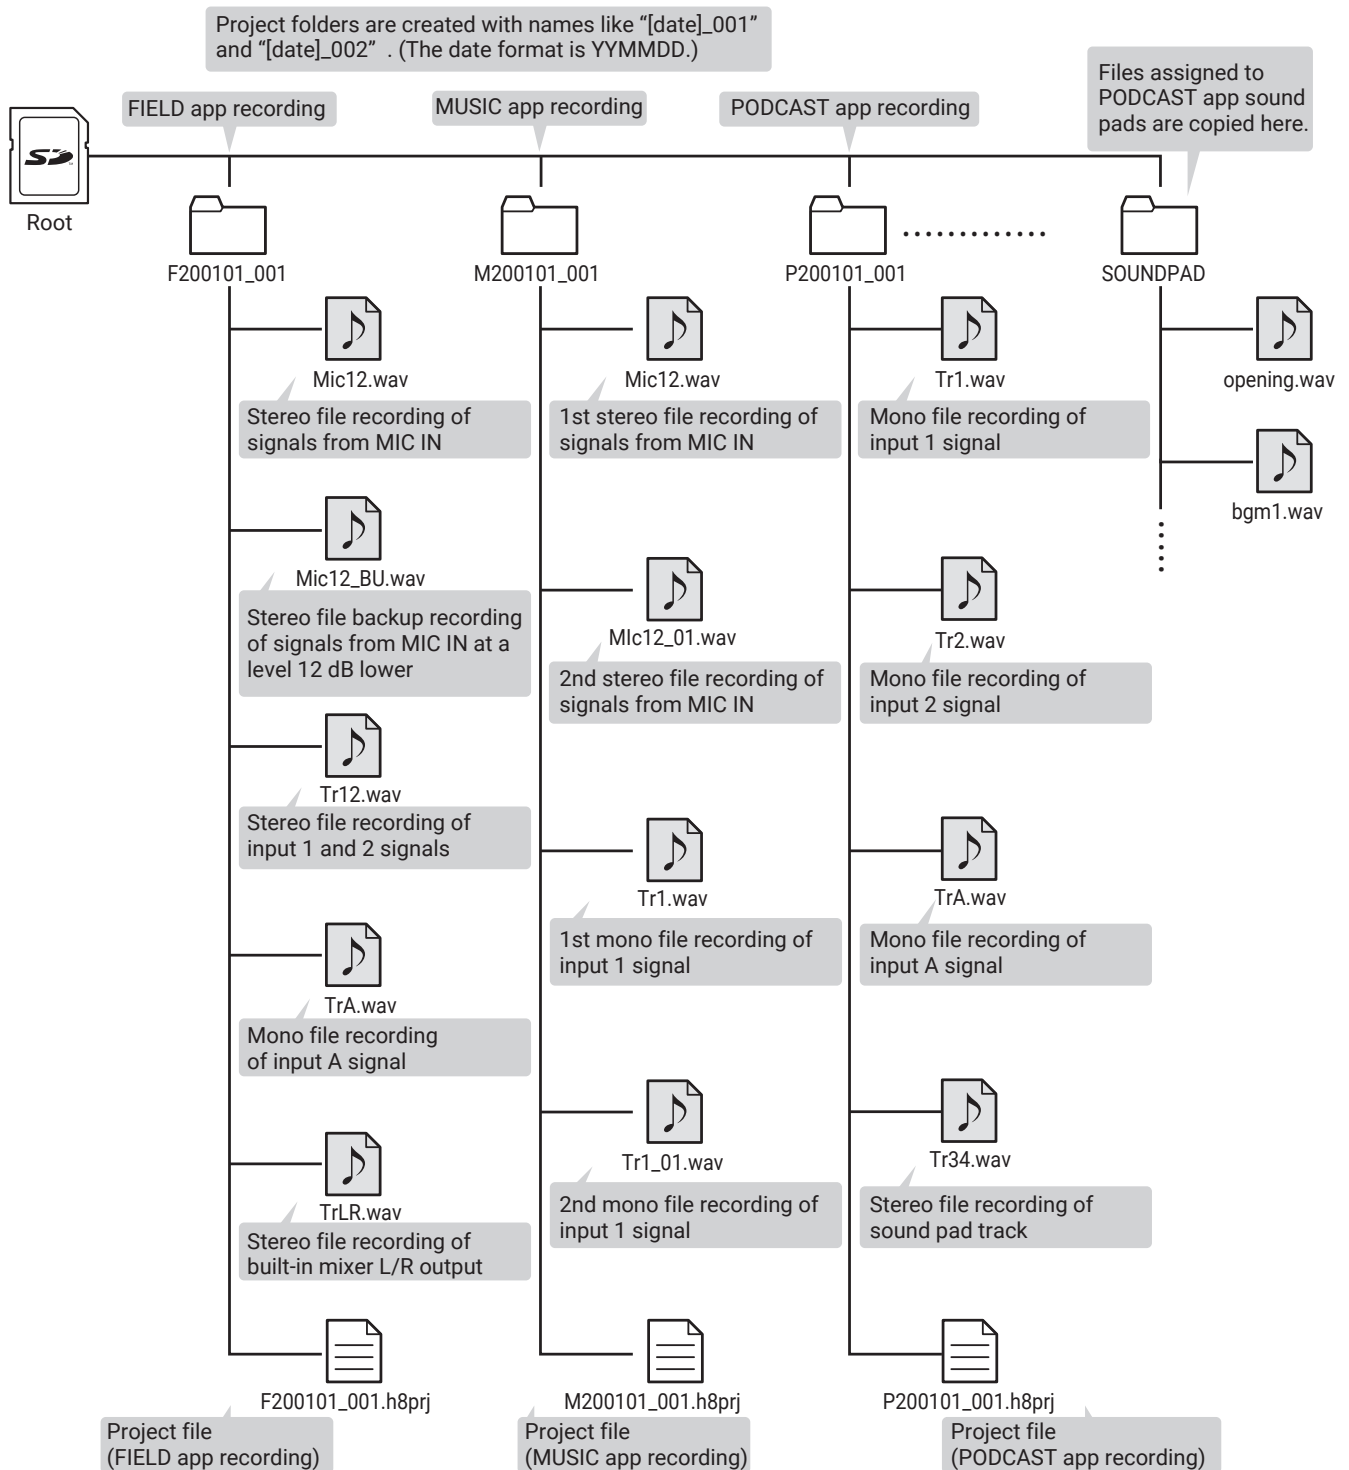 Project folders are created with names like “[date]_001”
and “[date]_002” . (The date format is YYMMDD.)
Files assigned to
PODCAST app sound
pads are copied here.
FIELD app recording
MUSIC app recording
PODCAST app recording
SD
Root
F200101_001
M200101_001
P200101_001
SOUNDPAD
Mic12.wav
Stereo file recording of
signals from MIC IN
Mic12_BU.wav
Stereo file backup recording
of signals from MIC IN at a
level 12 dB lower
Tr12.wav
Stereo file recording of
input 1 and 2 signals
TrA.wav
Mono file recording
of input A signal
TrLR.wav
Stereo file recording of
built-in mixer L/R output
F200101_001.h8prj
Project file
(FIELD app recording)
Mic12.wav
1st stereo file recording of
signals from MIC IN
MIc12_01.wav
2nd stereo file recording of
signals from MIC IN
Tr1.wav
1st mono file recording of
input 1 signal
Tr1_01.wav
2nd mono file recording of
input 1 signal
M200101_001.h8prj
Project file
(MUSIC app recording)
Tr1.wav
Mono file recording of
input 1 signal
Tr2.wav
Mono file recording of
input 2 signal
TrA.wav
Mono file recording of
input A signal
Tr34.wav
Stereo file recording of
sound pad track
P200101_001.h8prj
Project file
(PODCAST app recording)
opening.wav
bgm1.wav